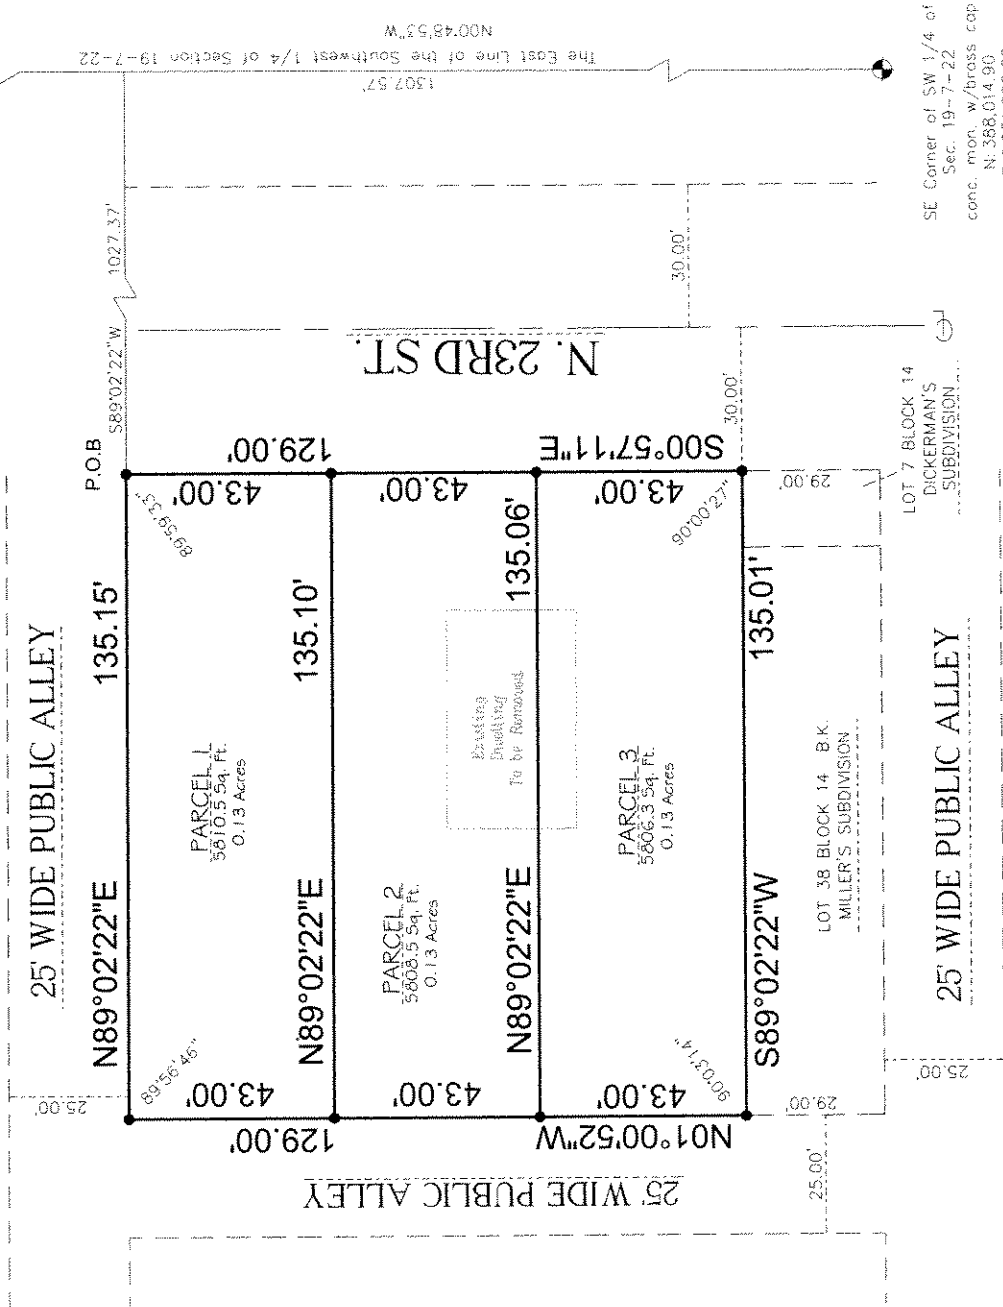 N00°48'53"W
The East Line of the Southwest 1/4 of Section 19-7-22
1307.57'
SE Corner of SW 1/4 of
Sec. 19-7-22
conc. mon. w/brass cap
N: 388,014.90
1027.37'
S89°02'22"W
30.00'
N. 23RD ST.
30.00'
P.O.B
129.00'
S00°57'11"E
43.00'
43.00'
43.00'
89°59'33"
90°00'27"
29.00'
LOT 7 BLOCK 14
DICKERMAN'S
SUBDIVISION
25' WIDE PUBLIC ALLEY
135.15'
N89°02'22"E
135.10'
N89°02'22"E
135.06'
N89°02'22"E
135.01'
S89°02'22"W
PARCEL 1
5810.5 Sq. Ft.
0.13 Acres
PARCEL 2
5808.5 Sq. Ft.
0.13 Acres
Existing
Dwelling
To be Removed
PARCEL 3
5806.3 Sq. Ft.
0.13 Acres
LOT 38 BLOCK 14 B.K.
MILLER'S SUBDIVISION
25' WIDE PUBLIC ALLEY
25.00'
89°56'46"
90°03'14"
43.00'
43.00'
43.00'
29.00'
25.00'
129.00'
N01°00'52"W
25' WIDE PUBLIC ALLEY
25.00'